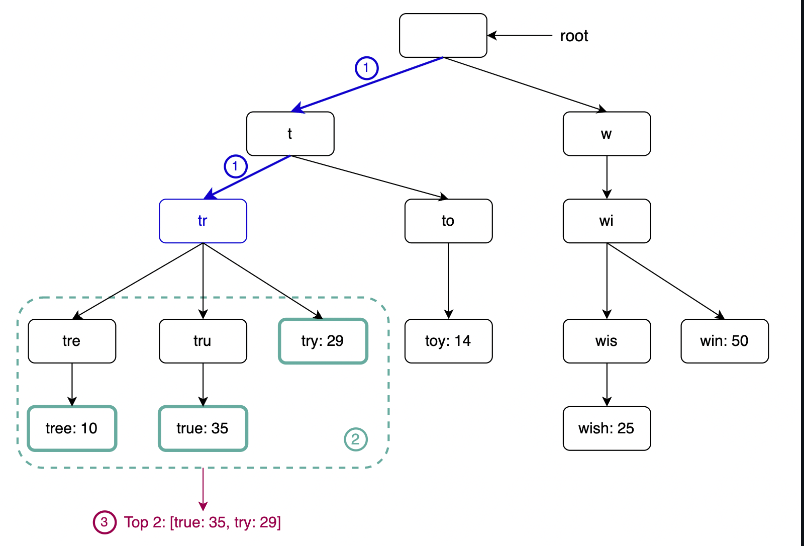 root
1
t
w
1
tr
to
wi
tre
tru
try: 29
toy: 14
wis
win: 50
tree: 10
true: 35
2
wish: 25
3 Top 2: [true: 35, try: 29]